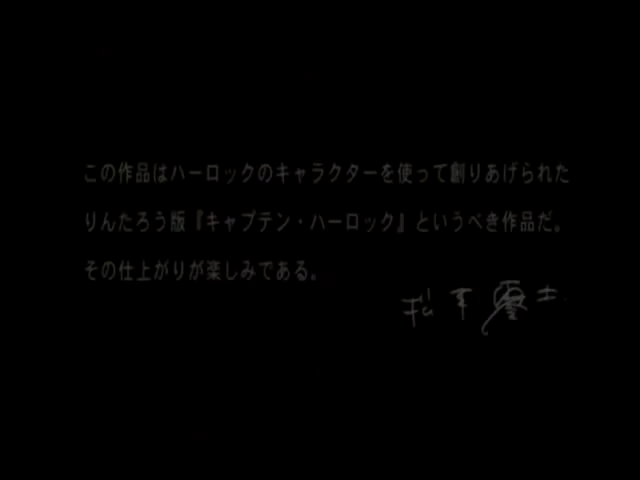 この作品はハーロックのキャラクターを使って創りあげられた
りんたろう版『キャプテン・ハーロック』というべき作品だ。
その仕上がりが楽しみである。
松本零士